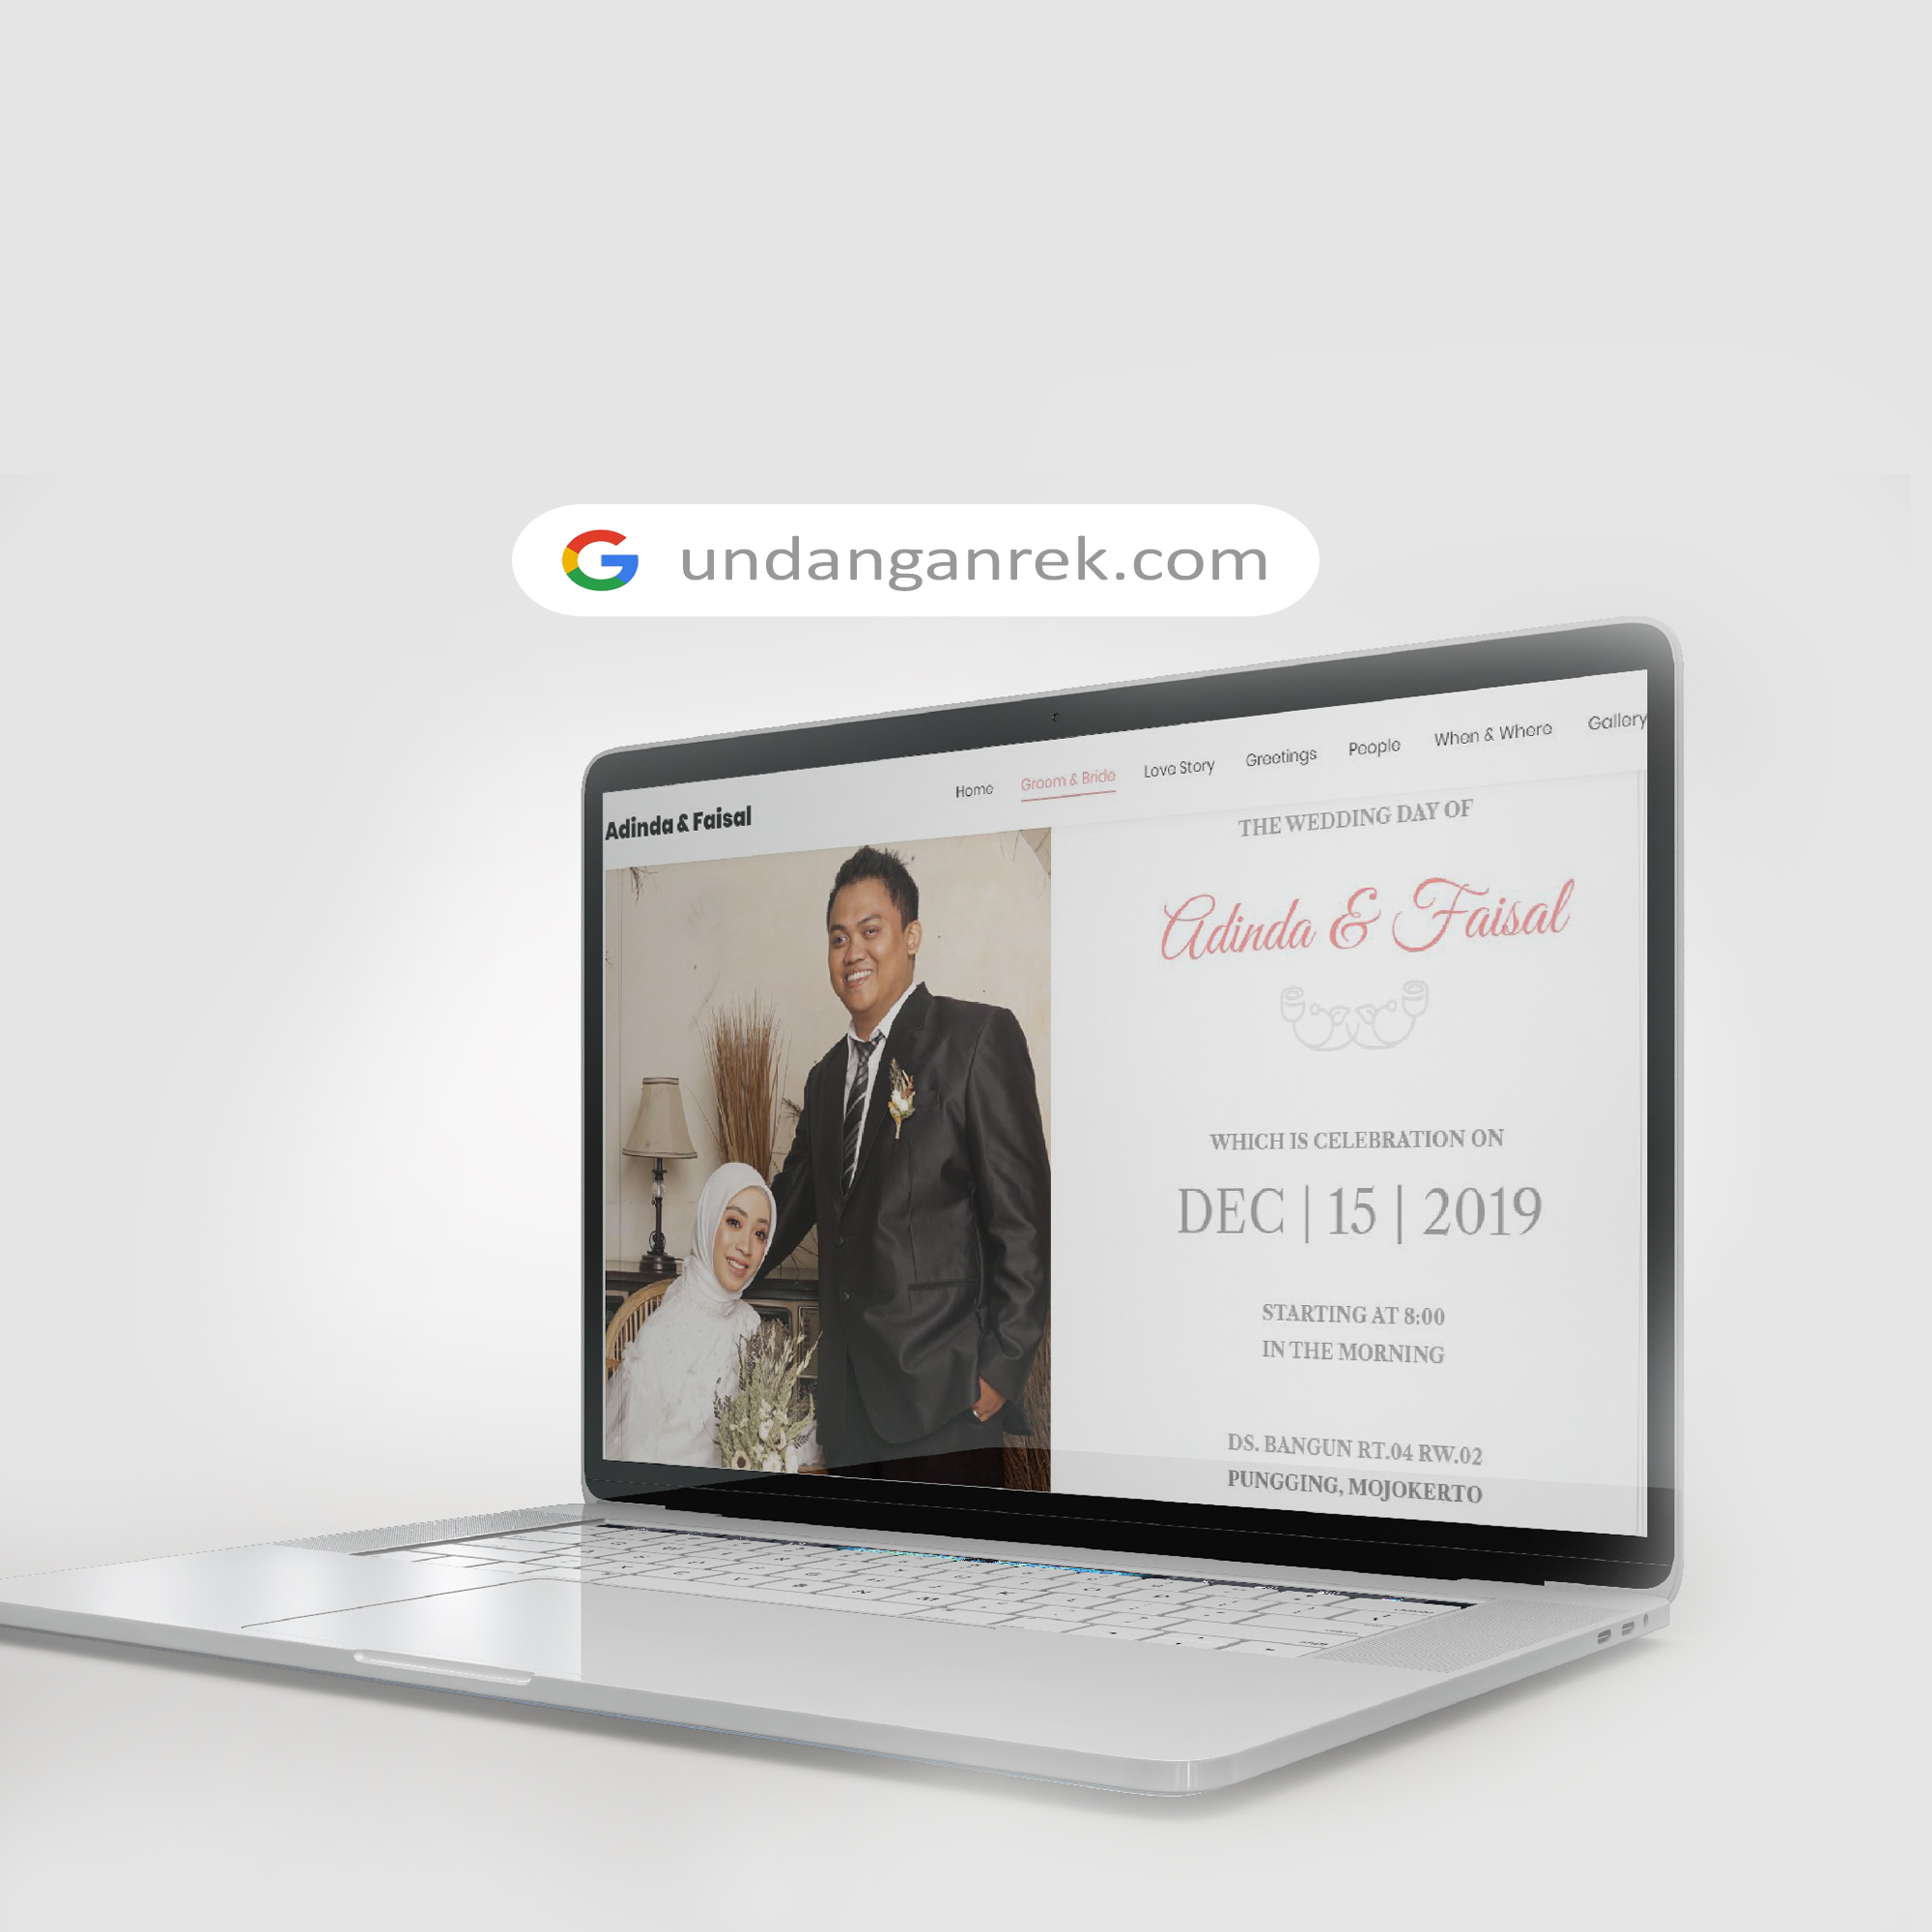 G undanganrek.com
Home Groom & Bride Love Story Greetings People When & Where Gallery
Adinda & Faisal
THE WEDDING DAY OF
Adinda & Faisal
WHICH IS CELEBRATION ON
DEC | 15 | 2019
STARTING AT 8:00
IN THE MORNING
DS. BANGUN RT.04 RW.02
PUNGGING, MOJOKERTO